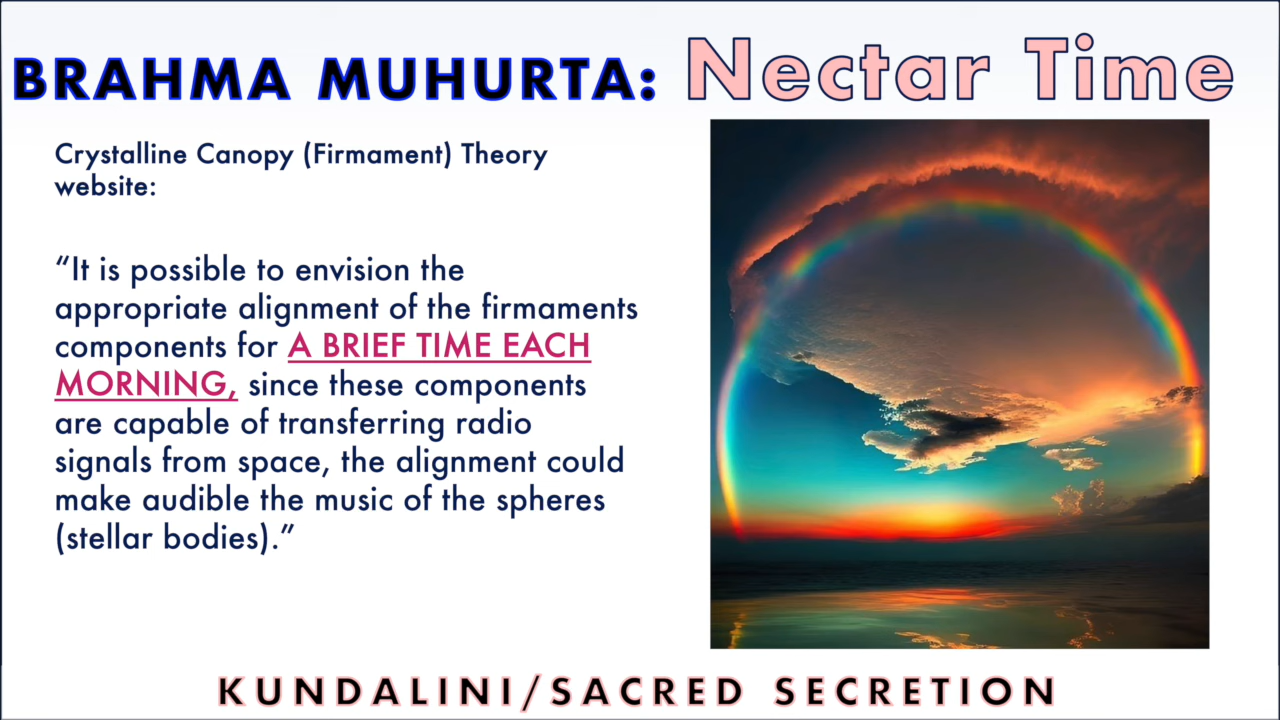 BRAHMA MUHURTA: Nectar Time
Crystalline Canopy (Firmament) Theory
website:
“It is possible to envision the
appropriate alignment of the firmaments
components for A BRIEF TIME EACH
MORNING, since these components
are capable of transferring radio
signals from space, the alignment could
make audible the music of the spheres
(stellar bodies).”
KUNDALINI/SACRED SECRETION